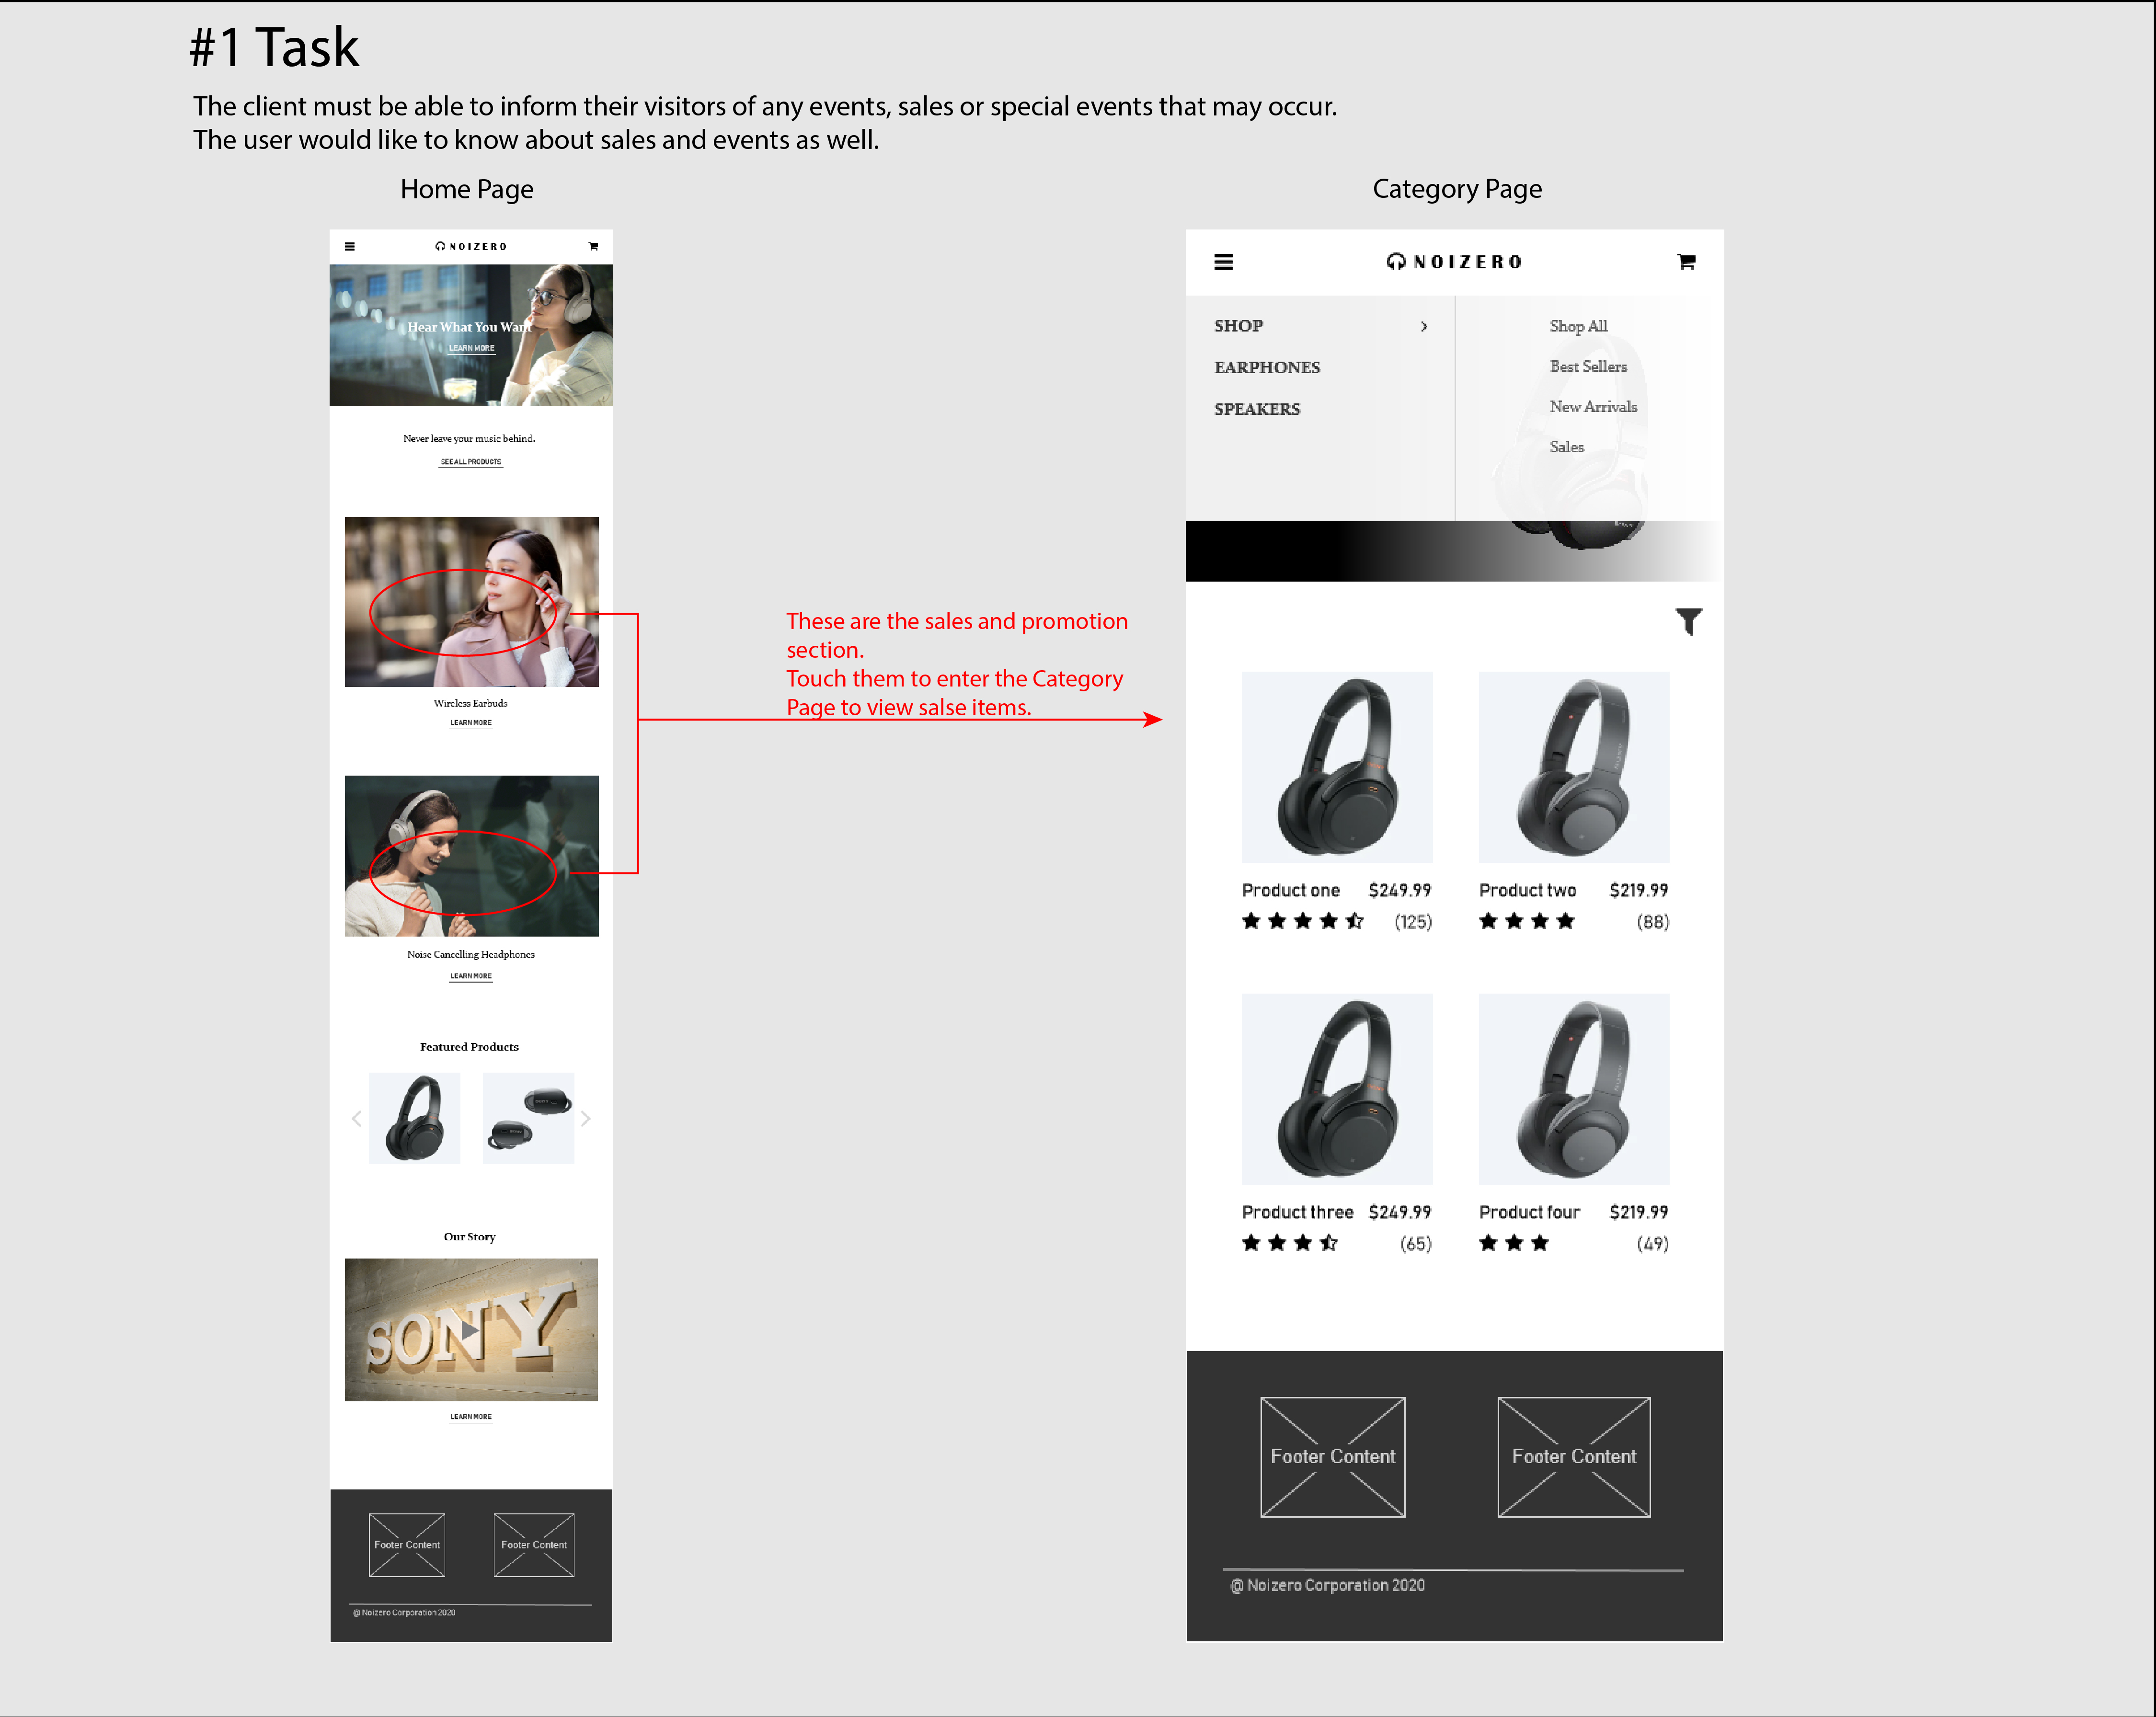 #1 Task
The client must be able to inform their visitors of any events, sales or special events that may occur.
The user would like to know about sales and events as well.
Home Page
NOIZERO
Hear What You Want
LEARN MORE
Never leave your music behind.
SEE ALL PRODUCTS
Wireless Earbuds
LEARN MORE
Noise Cancelling Headphones
LEARN MORE
Featured Products
Our Story
SONY
LEARN MORE
Footer Content
Footer Content
@ Noizero Corporation 2020
These are the sales and promotion
section.
Touch them to enter the Category
Page to view salse items.
Category Page
NOIZERO
SHOP
EARPHONES
SPEAKERS
Shop All
Best Sellers
New Arrivals
Sales
Product one $249.99
(125)
Product two $219.99
(88)
Product three $249.99
(65)
Product four $219.99
(49)
Footer Content
Footer Content
@ Noizero Corporation 2020